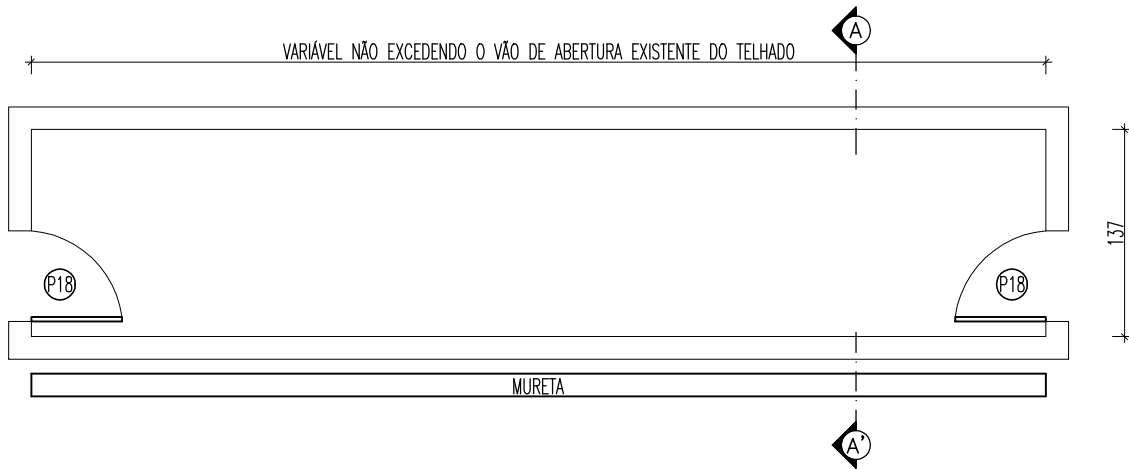 A
VARIÁVEL NÃO EXCEDENDO O VÃO DE ABERTURA EXISTENTE DO TELHADO
137
P18
P18
MURETA
A'